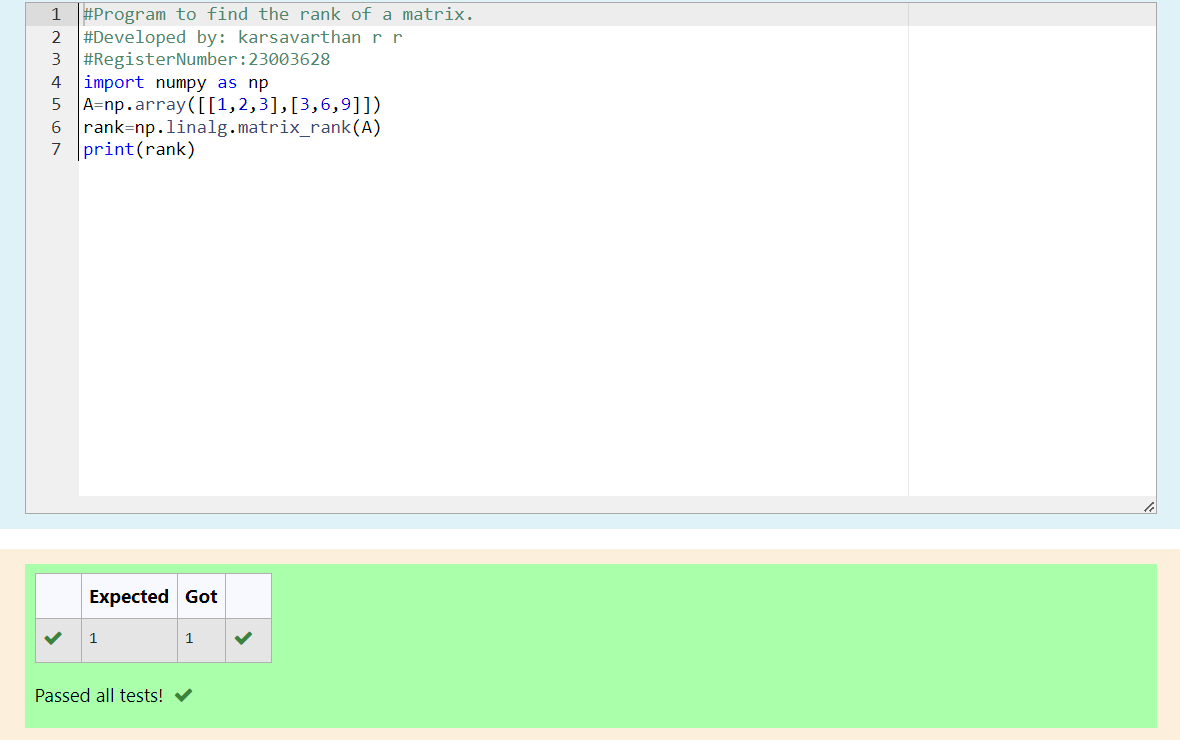 1 #Program to find the rank of a matrix.
2 #Developed by: karsavarthan r r
3 #RegisterNumber:23003628
4 import numpy as np
5 A=np.array([[1,2,3],[3,6,9]])
6 rank=np.linalg.matrix_rank(A)
7 print(rank)
Expected Got
1 1
Passed all tests!